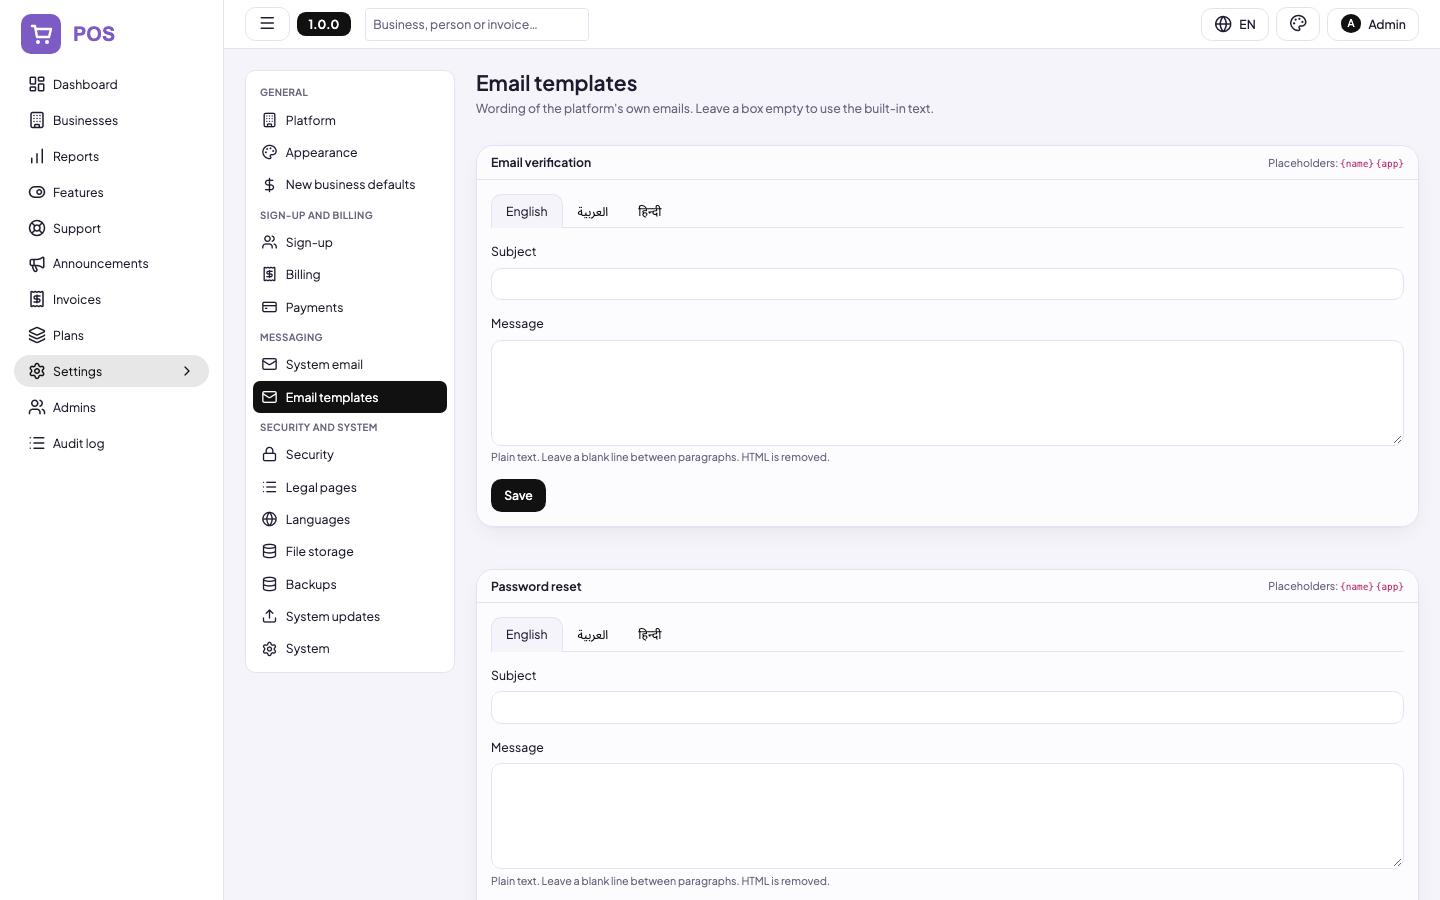 POS
1.0.0
Business, person or invoice...
EN
A
Admin
Dashboard
Businesses
Reports
Features
Support
Announcements
Invoices
Plans
Settings
Admins
Audit log
GENERAL
Platform
Appearance
New business defaults
SIGN-UP AND BILLING
Sign-up
Billing
Payments
MESSAGING
System email
Email templates
SECURITY AND SYSTEM
Security
Legal pages
Languages
File storage
Backups
System updates
System
Email templates
Wording of the platform's own emails. Leave a box empty to use the built-in text.
Email verification
Placeholders: {name} {app}
English العربية हिन्दी
Subject
Message
Plain text. Leave a blank line between paragraphs. HTML is removed.
Save
Password reset
Placeholders: {name} {app}
English العربية हिन्दी
Subject
Message
Plain text. Leave a blank line between paragraphs. HTML is removed.